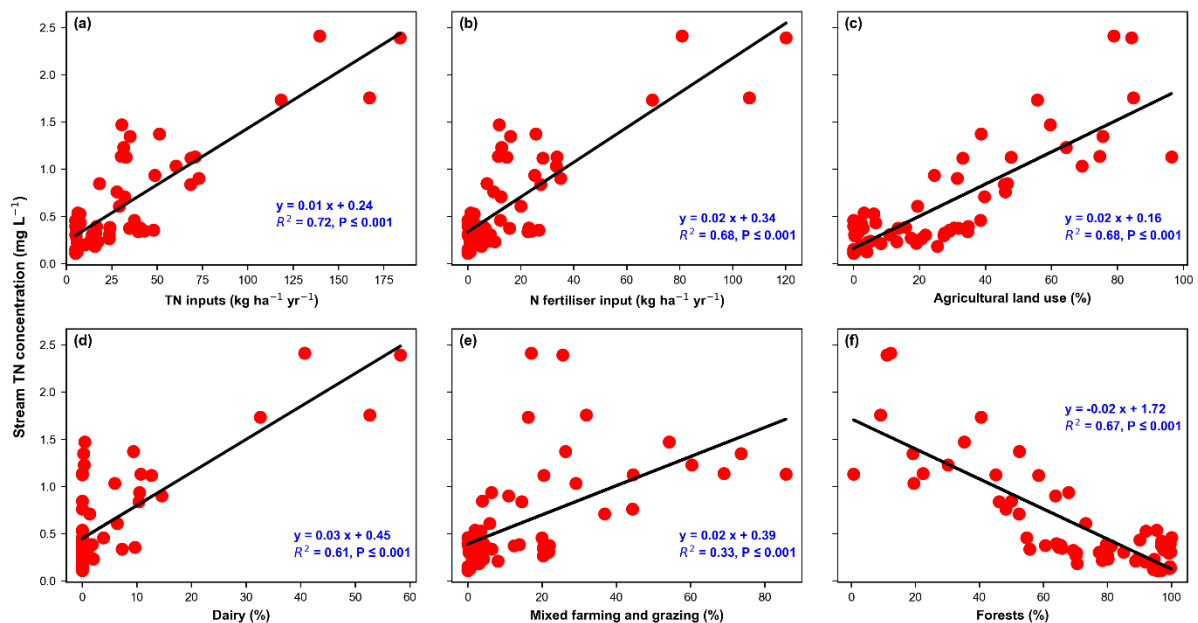 (a)
2.5
2.0
1.5
1.0
0.5
0.0
y = 0.01 x + 0.24
R² = 0.72, P ≤ 0.001
0 25 50 75 100 125 150 175
TN inputs (kg ha⁻¹ yr⁻¹)
(b)
y = 0.02 x + 0.34
R² = 0.68, P ≤ 0.001
0 20 40 60 80 100 120
N fertiliser input (kg ha⁻¹ yr⁻¹)
(c)
y = 0.02 x + 0.16
R² = 0.68, P ≤ 0.001
0 20 40 60 80 100
Agricultural land use (%)
Stream TN concentration (mg L⁻¹)
(d)
2.5
2.0
1.5
1.0
0.5
0.0
y = 0.03 x + 0.45
R² = 0.61, P ≤ 0.001
0 10 20 30 40 50 60
Dairy (%)
(e)
y = 0.02 x + 0.39
R² = 0.33, P ≤ 0.001
0 20 40 60 80
Mixed farming and grazing (%)
(f)
y = -0.02 x + 1.72
R² = 0.67, P ≤ 0.001
0 20 40 60 80 100
Forests (%)